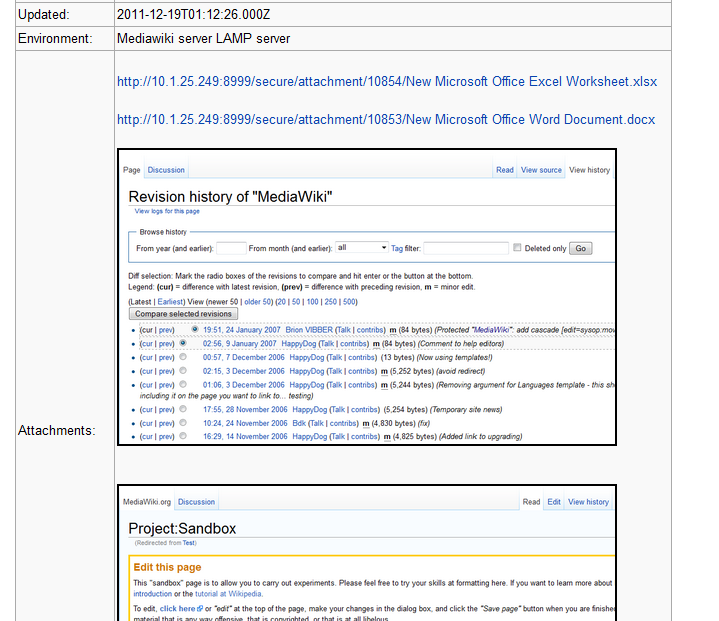 Updated: 2011-12-19T01:12:26.000Z
Environment: Mediawiki server LAMP server
http://10.1.25.249:8999/secure/attachment/10854/New Microsoft Office Excel Worksheet.xlsx
http://10.1.25.249:8999/secure/attachment/10853/New Microsoft Office Word Document.docx
Attachments:
Page Discussion Read View source View history
Revision history of "MediaWiki"
View logs for this page
Browse history
From year (and earlier): From month (and earlier): all Tag filter: Deleted only Go
Diff selection: Mark the radio boxes of the revisions to compare and hit enter or the button at the bottom.
Legend: (cur) = difference with latest revision, (prev) = difference with preceding revision, m = minor edit.
(Latest | Earliest) View (newer 50 | older 50) (20 | 50 | 100 | 250 | 500)
Compare selected revisions
(cur | prev) 19:51, 24 January 2007 Brion VIBBER (Talk | contribs) m (84 bytes) (Protected "MediaWiki": add cascade [edit=sysop:mov
(cur | prev) 02:56, 9 January 2007 HappyDog (Talk | contribs) m (84 bytes) (Comment to help editors)
(cur | prev) 00:57, 7 December 2006 HappyDog (Talk | contribs) (13 bytes) (Now using templates!)
(cur | prev) 02:15, 3 December 2006 HappyDog (Talk | contribs) m (5,252 bytes) (avoid redirect)
(cur | prev) 01:06, 3 December 2006 HappyDog (Talk | contribs) m (5,244 bytes) (Removing argument for Languages template - this sh
including it on the page you want to link to... testing)
(cur | prev) 17:55, 28 November 2006 HappyDog (Talk | contribs) (5,254 bytes) (Temporary site news)
(cur | prev) 10:24, 24 November 2006 Bdk (Talk | contribs) m (4,830 bytes) (fix)
(cur | prev) 16:29, 14 November 2006 HappyDog (Talk | contribs) m (4,825 bytes) (Added link to upgrading)
MediaWiki.org Discussion Read Edit View history
Project:Sandbox
(Redirected from Test)
Edit this page
This "sandbox" page is to allow you to carry out experiments. Please feel free to try your skills at formatting here. If you want to learn more about
introduction or the tutorial at Wikipedia.
To edit, click here or "edit" at the top of the page, make your changes in the dialog box, and click the "Save page" button when you are finishe
material that is any way offensive, that is copyrighted, or that is at all libelous.